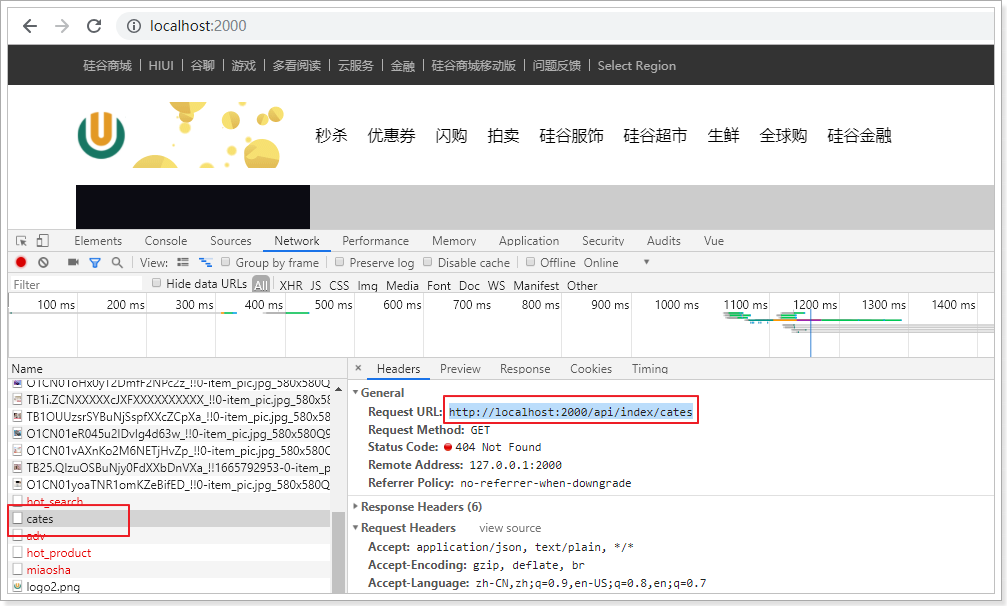 localhost:2000
硅谷商城 HIUI 谷聊 游戏 多看阅读 云服务 金融 硅谷商城移动版 问题反馈 Select Region
秒杀 优惠券 闪购 拍卖 硅谷服饰 硅谷超市 生鲜 全球购 硅谷金融
Elements Console Sources Network Performance Memory Application Security Audits Vue
View: Group by frame Preserve log Disable cache Offline Online
Filter Hide data URLs All XHR JS CSS Img Media Font Doc WS Manifest Other
100 ms 200 ms 300 ms 400 ms 500 ms 600 ms 700 ms 800 ms 900 ms 1000 ms 1100 ms 1200 ms 1300 ms 1400 ms
Name
TB1i.ZCNXXXXXcJXFXXXXXXXXXX_!!0-item_pic.jpg_580x58
TB1OUUzsrSYBuNjSspfXXcZCpXa_!!0-item_pic.jpg_580x58
O1CN01eR045u2IDvIg4d63w_!!0-item_pic.jpg_580x580Q9
O1CN01vAXnKo2M6NETjHvZp_!!0-item_pic.jpg_580x580Q
TB25.QIzuOSBuNjy0FdXXbDnVXa_!!1665792953-0-item_p
O1CN01yoaTNR1omKZeBifED_!!0-item_pic.jpg_580x580Q
hot_search
cates
adv
hot_product
miaosha
logo2.png
× Headers Preview Response Cookies Timing
General
Request URL: http://localhost:2000/api/index/cates
Request Method: GET
Status Code: 404 Not Found
Remote Address: 127.0.0.1:2000
Referrer Policy: no-referrer-when-downgrade
Response Headers (6)
Request Headers view source
Accept: application/json, text/plain, */*
Accept-Encoding: gzip, deflate, br
Accept-Language: zh-CN,zh;q=0.9,en-US;q=0.8,en;q=0.7